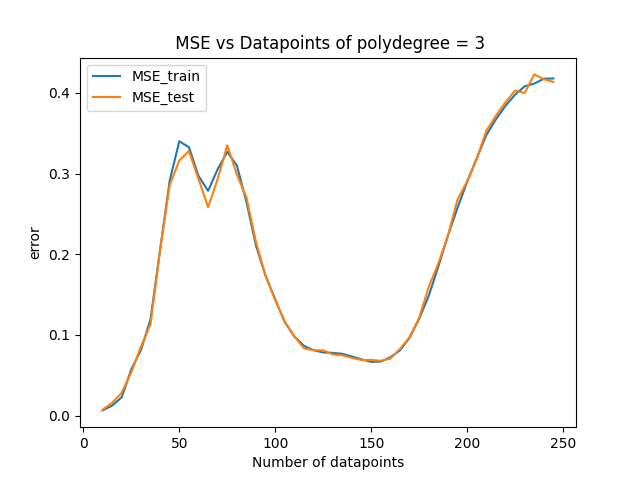 MSE vs Datapoints of polydegree = 3
MSE_train
MSE_test
0.4
0.3
0.2
0.1
0.0
error
0
50
100
150
200
250
Number of datapoints